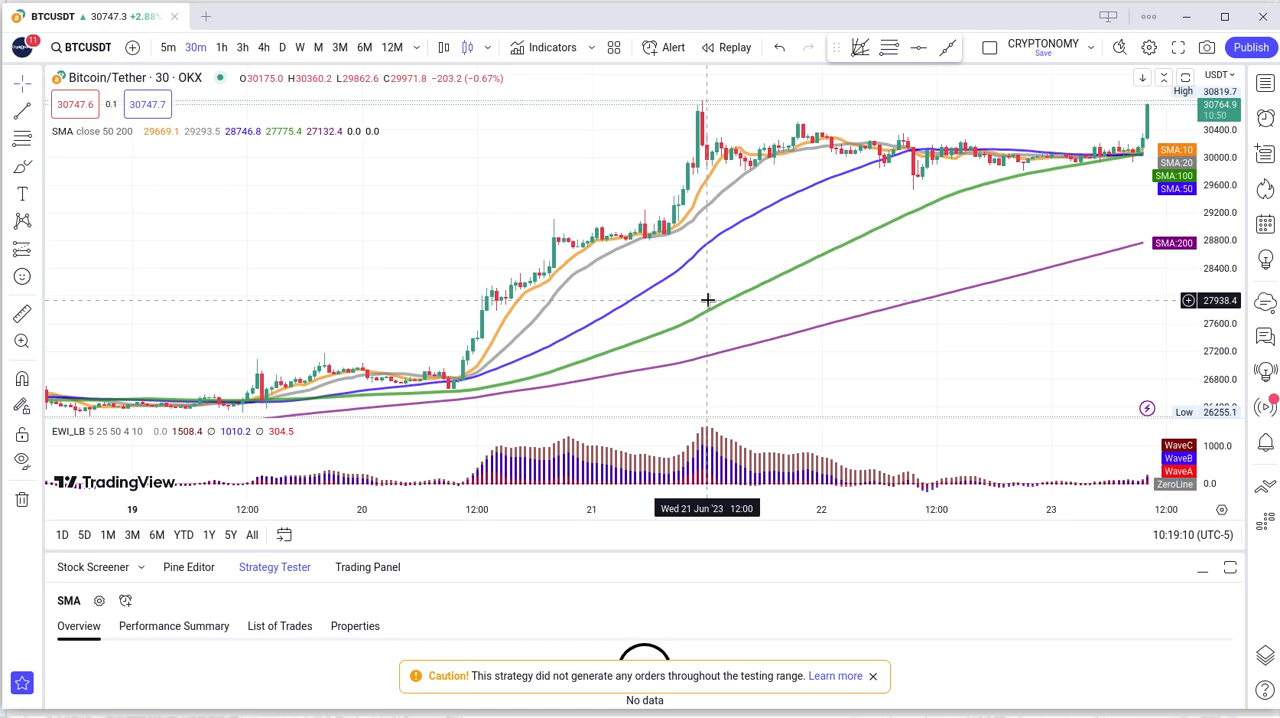 BTCUSDT ▲ 30747.3 +2.88%
11
BTCUSDT 5m 30m 1h 3h 4h D W M 3M 6M 12M Indicators Alert Replay CRYPTONOMY Save Publish
Bitcoin/Tether · 30 · OKX O30175.0 H30360.2 L29862.6 C29971.8 −203.2 (−0.67%) USDT
High 30819.7
30747.6 0.1 30747.7
30764.9
10:50
SMA close 50 200 29669.1 29293.5 28746.8 27775.4 27132.4 0.0 0.0
30400.0
SMA:10
30000.0
SMA:20
SMA:100
29600.0
SMA:50
29200.0
SMA:200 28800.0
28400.0
27938.4
27600.0
27200.0
26800.0
Low 26255.1
EWI_LB 5 25 50 4 10 0.0 1508.4 ∅ 1010.2 ∅ 304.5
WaveC 1000.0
WaveB
WaveA
ZeroLine 0.0
TradingView
19 12:00 20 12:00 21 Wed 21 Jun '23 12:00 22 12:00 23 12:00
1D 5D 1M 3M 6M YTD 1Y 5Y All 10:19:10 (UTC-5)
Stock Screener Pine Editor Strategy Tester Trading Panel
SMA
Overview Performance Summary List of Trades Properties
Caution! This strategy did not generate any orders throughout the testing range. Learn more
No data